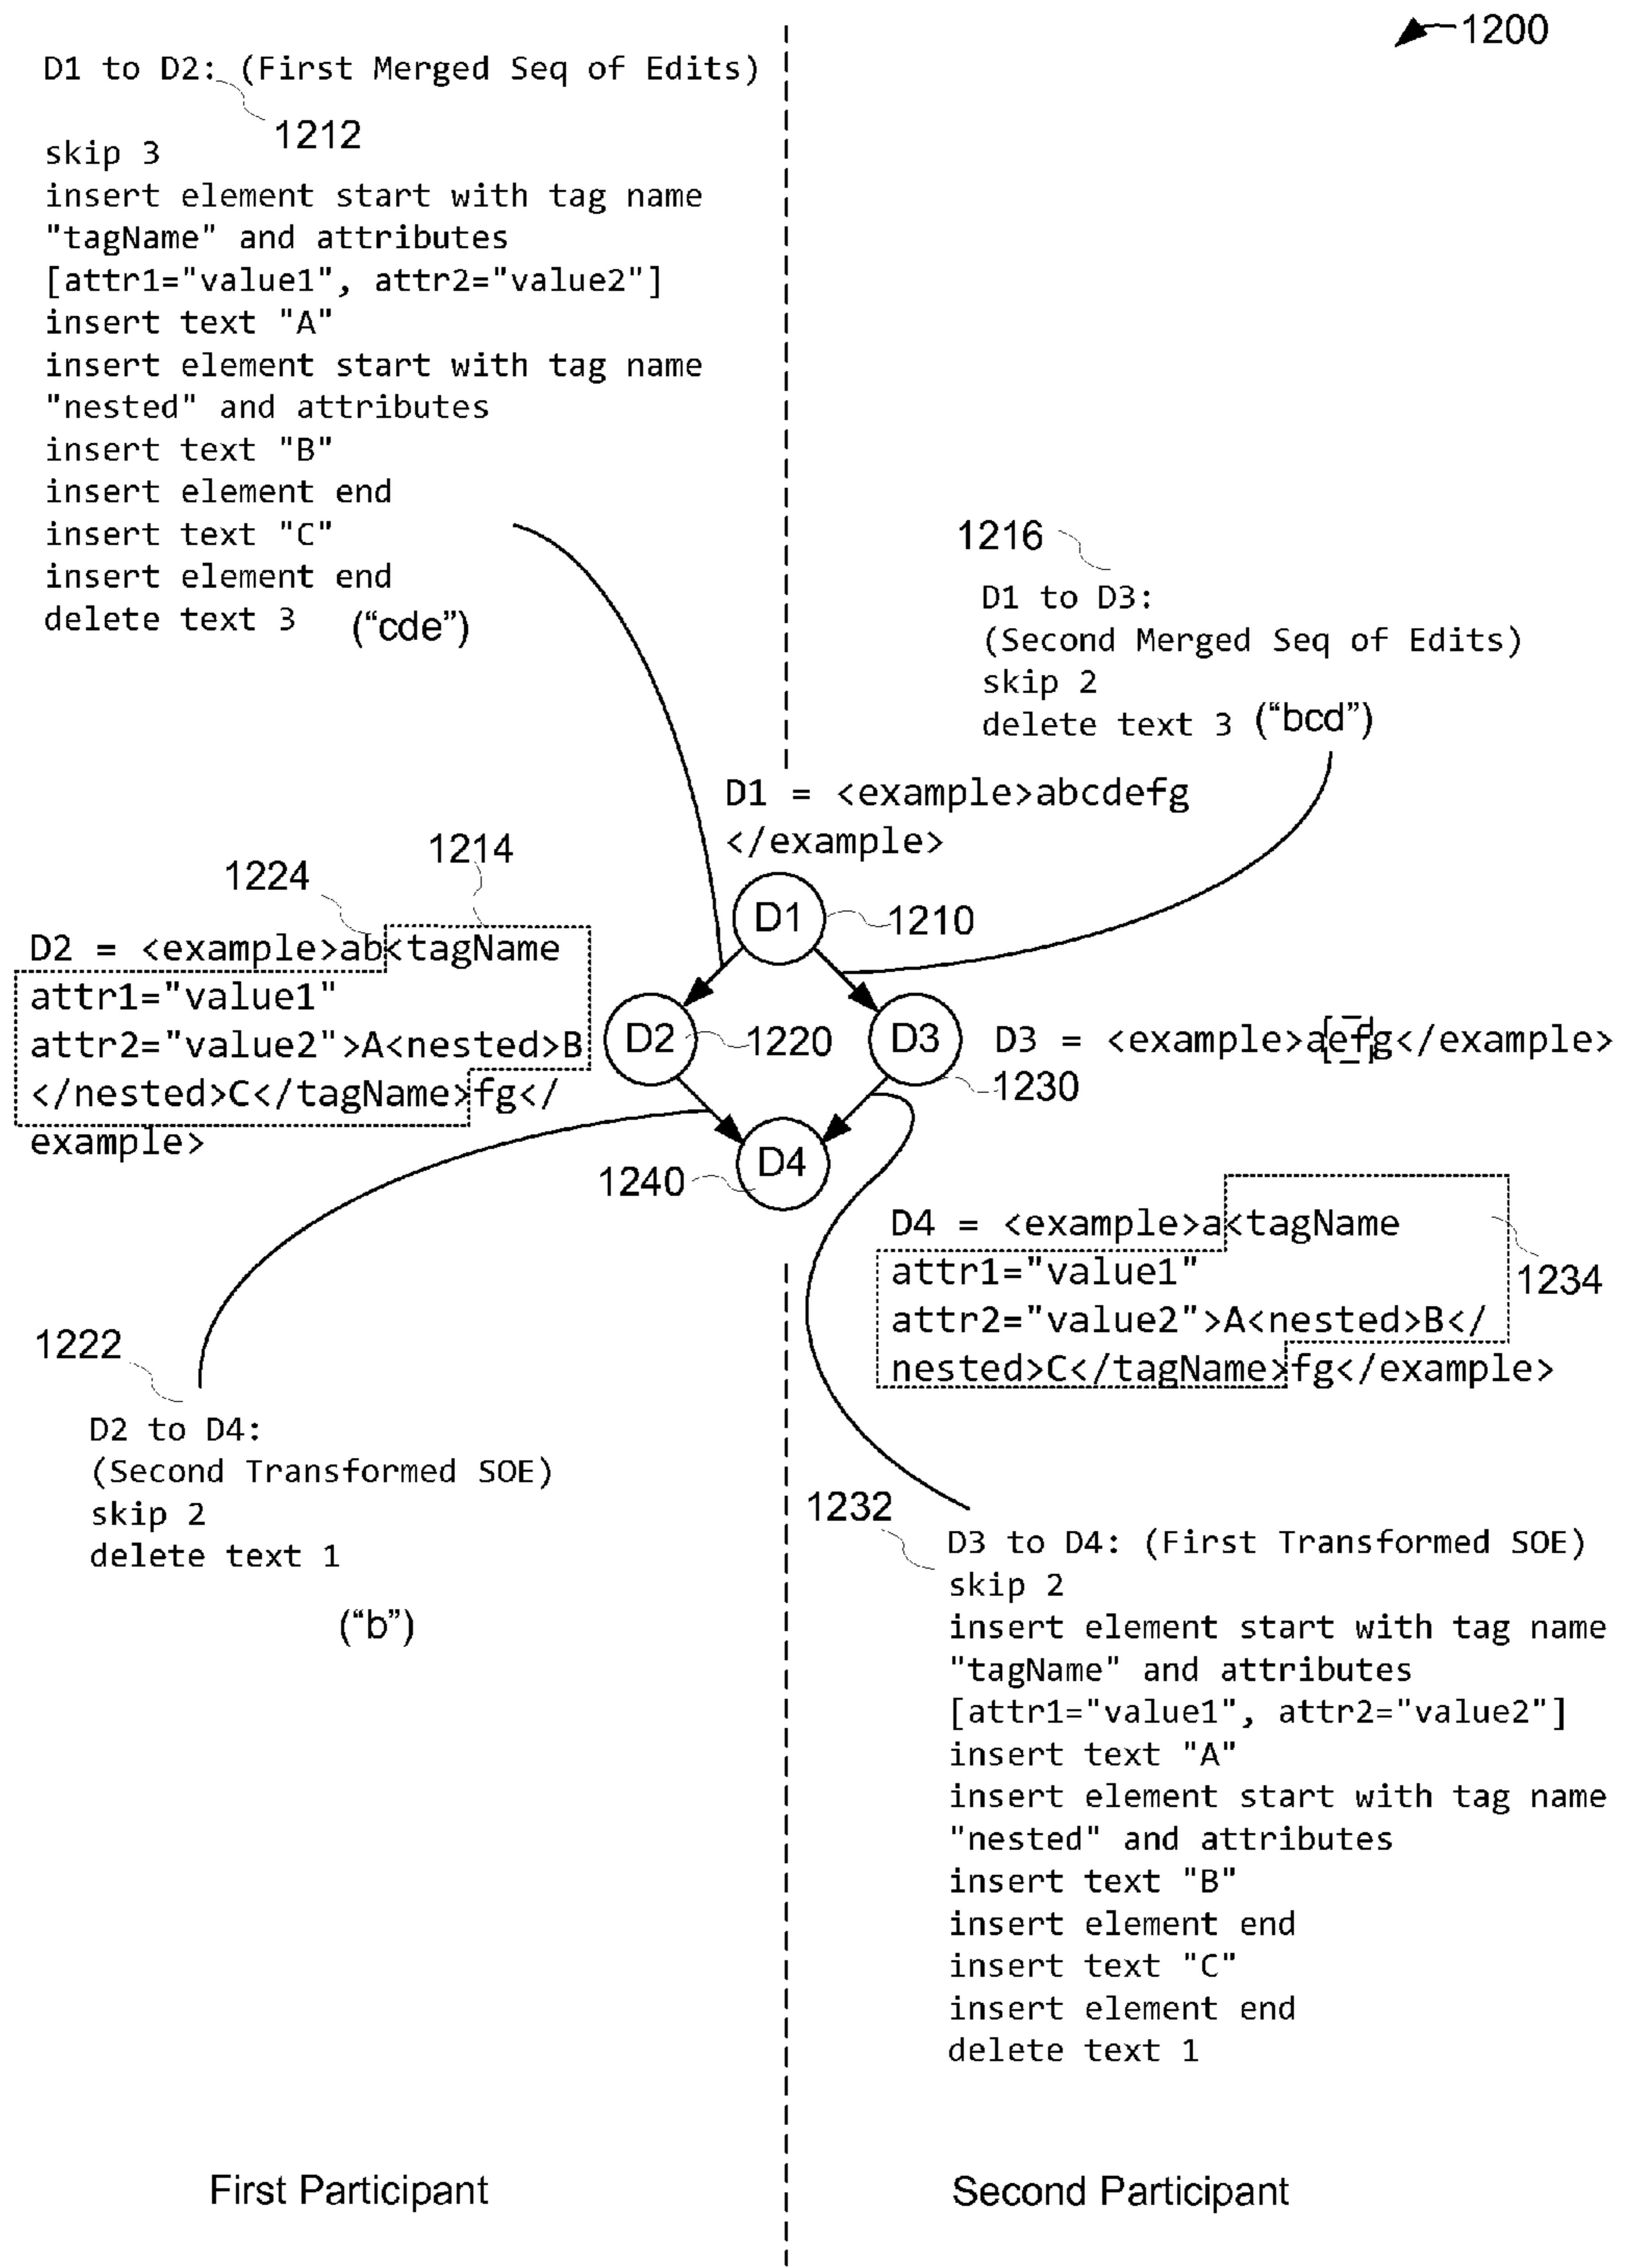 1200
D1 to D2: (First Merged Seq of Edits)
1212
skip 3
insert element start with tag name
"tagName" and attributes
[attr1="value1", attr2="value2"]
insert text "A"
insert element start with tag name
"nested" and attributes
insert text "B"
insert element end
insert text "C"
insert element end
delete text 3 (“cde”)
1216
D1 to D3:
(Second Merged Seq of Edits)
skip 2
delete text 3 (“bcd”)
D1 = <example>abcdefg
</example>
1224
1214
D1
1210
D2 = <example>ab<tagName
attr1="value1"
attr2="value2">A<nested>B
</nested>C</tagName>fg</
example>
D2
1220
D3
1230
D3 = <example>aefg</example>
D4
1240
D4 = <example>a<tagName
attr1="value1"
attr2="value2">A<nested>B</
nested>C</tagName>fg</example>
1234
1222
D2 to D4:
(Second Transformed SOE)
skip 2
delete text 1
(“b”)
1232
D3 to D4: (First Transformed SOE)
skip 2
insert element start with tag name
"tagName" and attributes
[attr1="value1", attr2="value2"]
insert text "A"
insert element start with tag name
"nested" and attributes
insert text "B"
insert element end
insert text "C"
insert element end
delete text 1
First Participant
Second Participant